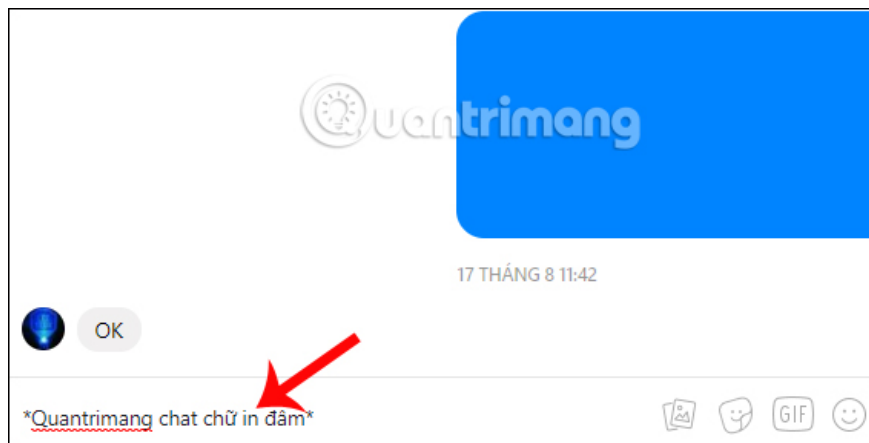 Quantrimang
17 THÁNG 8 11:42
OK
*Quantrimang chat chữ in đâm*
GIF